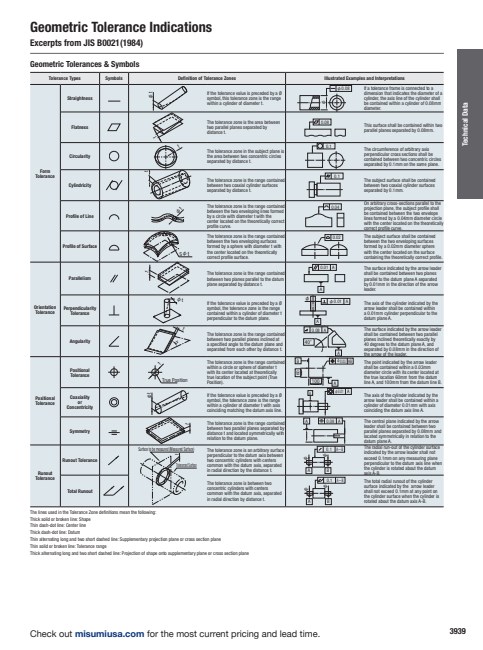 Geometric Tolerance Indications
Excerpts from JIS B0021(1984)
Geometric Tolerances & Symbols
Tolerance Types
Symbols
Definition of Tolerance Zones
Illustrated Examples and Interpretations
Technical Data
Form
Tolerance
Straightness
If the tolerance value is preceded by a Ø
symbol, this tolerance zone is the range
within a cylinder of diameter t.
If a tolerance frame is connected to a
dimension that indicates the diameter of a
cylinder, the axis line of the cylinder shall
be contained within a cylinder of 0.08mm
diameter.
Flatness
The tolerance zone is the area between
two parallel planes separated by
distance t.
This surface shall be contained within two
parallel planes separated by 0.08mm.
Circularity
The tolerance zone in the subject plane is
the area between two concentric circles
separated by distance t.
The circumference of arbitrary axis
perpendicular cross sections shall be
contained between two concentric circles
separated by 0.1mm on the same plane.
Cylindricity
The tolerance zone is the range contained
between two coaxial cylinder surfaces
separated by distance t.
The subject surface shall be contained
between two coaxial cylinder surfaces
separated by 0.1mm.
Profile of Line
The tolerance zone is the range contained
between the two enveloping lines formed
by a circle with diameter t with the
center located on the theoretically correct
profile curve.
On arbitrary cross-sections parallel to the
projection plane, the subject profile shall
be contained between the two envelope
lines formed by a 0.04mm diameter circle
with the center located on the theoretically
correct profile curve.
Profile of Surface
The tolerance zone is the range contained
between the two enveloping surfaces
formed by a sphere with diameter t with
the center located on the theoretically
correct profile surface.
The subject surface shall be contained
between the two enveloping surfaces
formed by a 0.02mm diameter sphere
with the center located on the surface
containing the theoretically correct profile.
Orientation
Tolerance
Parallelism
The tolerance zone is the range contained
between two planes parallel to the datum
plane separated by distance t.
The surface indicated by the arrow leader
shall be contained between two planes
parallel to the datum plane A separated
by 0.01mm in the direction of the arrow
leader.
Perpendicularity
Tolerance
If the tolerance value is preceded by a Ø
symbol, the tolerance zone is the range
contained within a cylinder of diameter t
perpendicular to the datum plane.
The axis of the cylinder indicated by the
arrow leader shall be contained within
a 0.01mm cylinder perpendicular to the
datum plane A.
Angularity
The tolerance zone is the range contained
between two parallel planes inclined at
a specified angle to the datum plane and
separated from each other by distance t.
The surface indicated by the arrow leader
shall be contained between two parallel
planes inclined theoretically exactly by
40 degrees to the datum plane A, and
separated by 0.08mm in the direction of
the arrow of the leader.
Positional
Tolerance
Positional
Tolerance
True Position
The tolerance zone is the range contained
within a circle or sphere of diameter t
with its center located at theoretically
true location of the subject point (True
Position).
The point indicated by the arrow leader
shall be contained within a 0.03mm
diameter circle with its center located at
the true location 60mm from the datum
line A, and 100mm from the datum line B.
Coaxiality
or
Concentricity
If the tolerance value is preceded by a Ø
symbol, the tolerance zone is the range
within a cylinder of diameter t with axis
coinciding matching the datum axis line.
The axis of the cylinder indicated by the
arrow leader shall be contained within a
cylinder of diameter 0.01mm with axis
coinciding the datum axis line A.
Symmetry
The tolerance zone is the range contained
between two parallel planes separated by
distance t and located symmetrically with
relation to the datum plane.
The central plane indicated by the arrow
leader shall be contained between two
parallel planes separated by 0.08mm and
located symmetrically in relation to the
datum plane A.
Runout
Tolerance
Runout Tolerance
The tolerance zone is an arbitrary surface
perpendicular to the datum axis between
two concentric cylinders with centers
common with the datum axis, separated
in radial direction by the distance t.
The radial run-out of the cylinder surface
indicated by the arrow leader shall not
exceed 0.1mm on any measuring plane
perpendicular to the datum axis line when
the cylinder is rotated about the datum
axis A-B.
Total Runout
The tolerance zone is between two
concentric cylinders with centers
common with the datum axis, separated
in radial direction by distance t.
The total radial runout of the cylinder
surface indicated by the arrow leader
shall not exceed 0.1mm at any point on
the cylinder surface when the cylinder is
rotated about the datum axis A-B.
The lines used in the Tolerance Zone definitions mean the following:
Thick solid or broken line: Shape
Thin dash-dot line: Center line
Thick dash-dot line: Datum
Thin alternating long and two short dashed line: Supplementary projection plane or cross section plane
Thin solid or broken line: Tolerance range
Thick alternating long and two short dashed line: Projection of shape onto supplementary plane or cross section plane
Check out misumiusa.com for the most current pricing and lead time.
3939